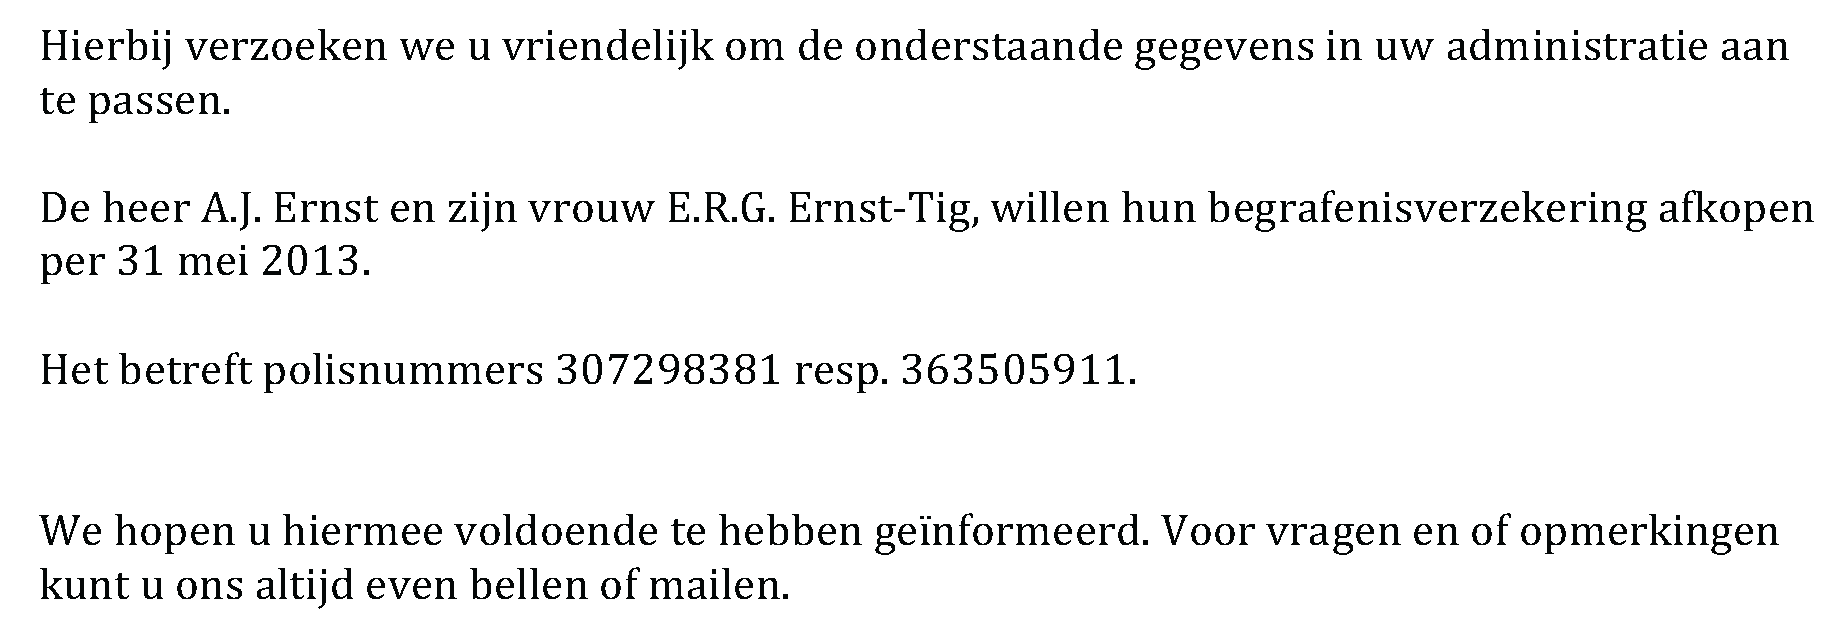 Hierbij verzoeken we u vriendelijk om de onderstaande gegevens in uw administratie aan
te passen.
De heer A.J. Ernst en zijn vrouw E.R.G. Ernst-Tig, willen hun begrafenisverzekering afkopen
per 31 mei 2013.
Het betreft polisnummers 307298381 resp. 363505911.
We hopen u hiermee voldoende te hebben geïnformeerd. Voor vragen en of opmerkingen
kunt u ons altijd even bellen of mailen.